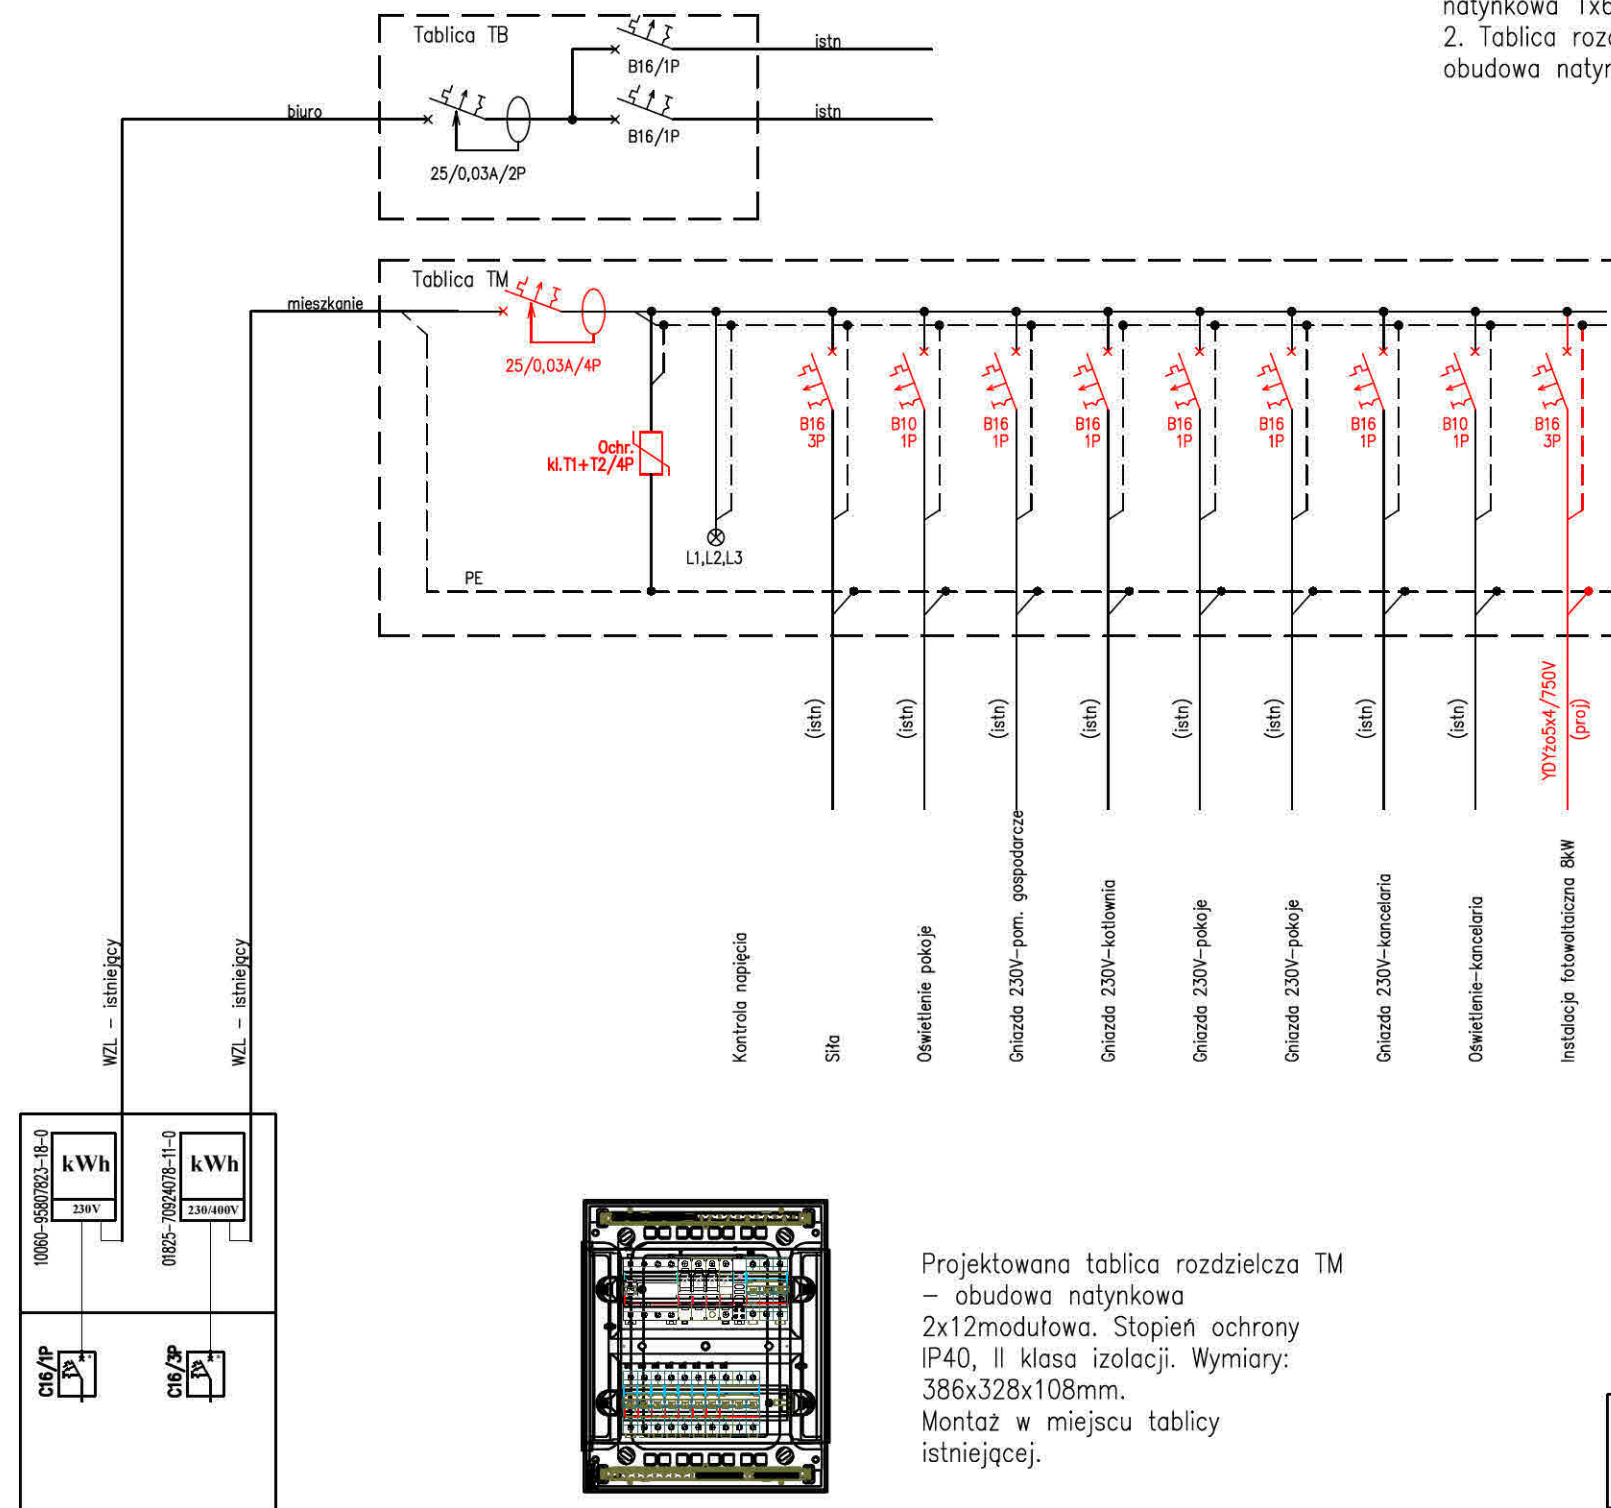 natynkowa 1x6
2. Tablica rozd
obudowa natyn
Tablica TB
biuro
25/0,03A/2P
B16/1P
istn
B16/1P
istn
Tablica TM
mieszkanie
25/0,03A/4P
Ochr.
kl.T1+T2/4P
L1,L2,L3
PE
B16
3P
B10
1P
B16
1P
B16
1P
B16
1P
B16
1P
B16
1P
B10
1P
B16
3P
(istn)
(istn)
(istn)
(istn)
(istn)
(istn)
(istn)
(istn)
YDYżo5x4/750V
(proj)
Kontrola napięcia
Siła
Oświetlenie pokoje
Gniazda 230V-pom. gospodarcze
Gniazda 230V-kotłownia
Gniazda 230V-pokoje
Gniazda 230V-pokoje
Gniazda 230V-kancelaria
Oświetlenie-kancelaria
Instalacja fotowoltaiczna 8kW
WZL - istniejący
WZL - istniejący
10060-95807823-18-0
kWh
230V
01825-70924078-11-0
kWh
230/400V
C16/1P
C16/3P
Projektowana tablica rozdzielcza TM
- obudowa natynkowa
2x12modułowa. Stopień ochrony
IP40, II klasa izolacji. Wymiary:
386x328x108mm.
Montaż w miejscu tablicy
istniejącej.